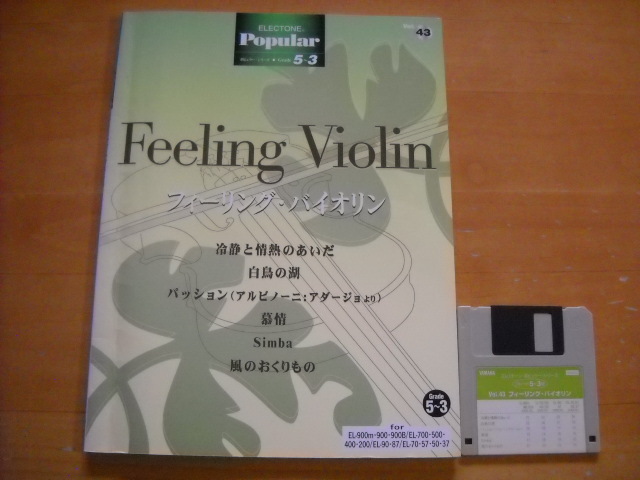 ELECTONE
Popular
5~3
43
Feeling Violin
フィーリング・バイオリン
冷静と情熱のあいだ
白鳥の湖
パッション(アルビノーニ:アダージョより)
慕情
Simba
風のおくりもの
Grade
5~3
for
EL-900m・900・900B/EL-700・500・
400・200/EL-90・87/EL-70・57・50・37
YAMAHA
Vol.43 フィーリング・バイオリン